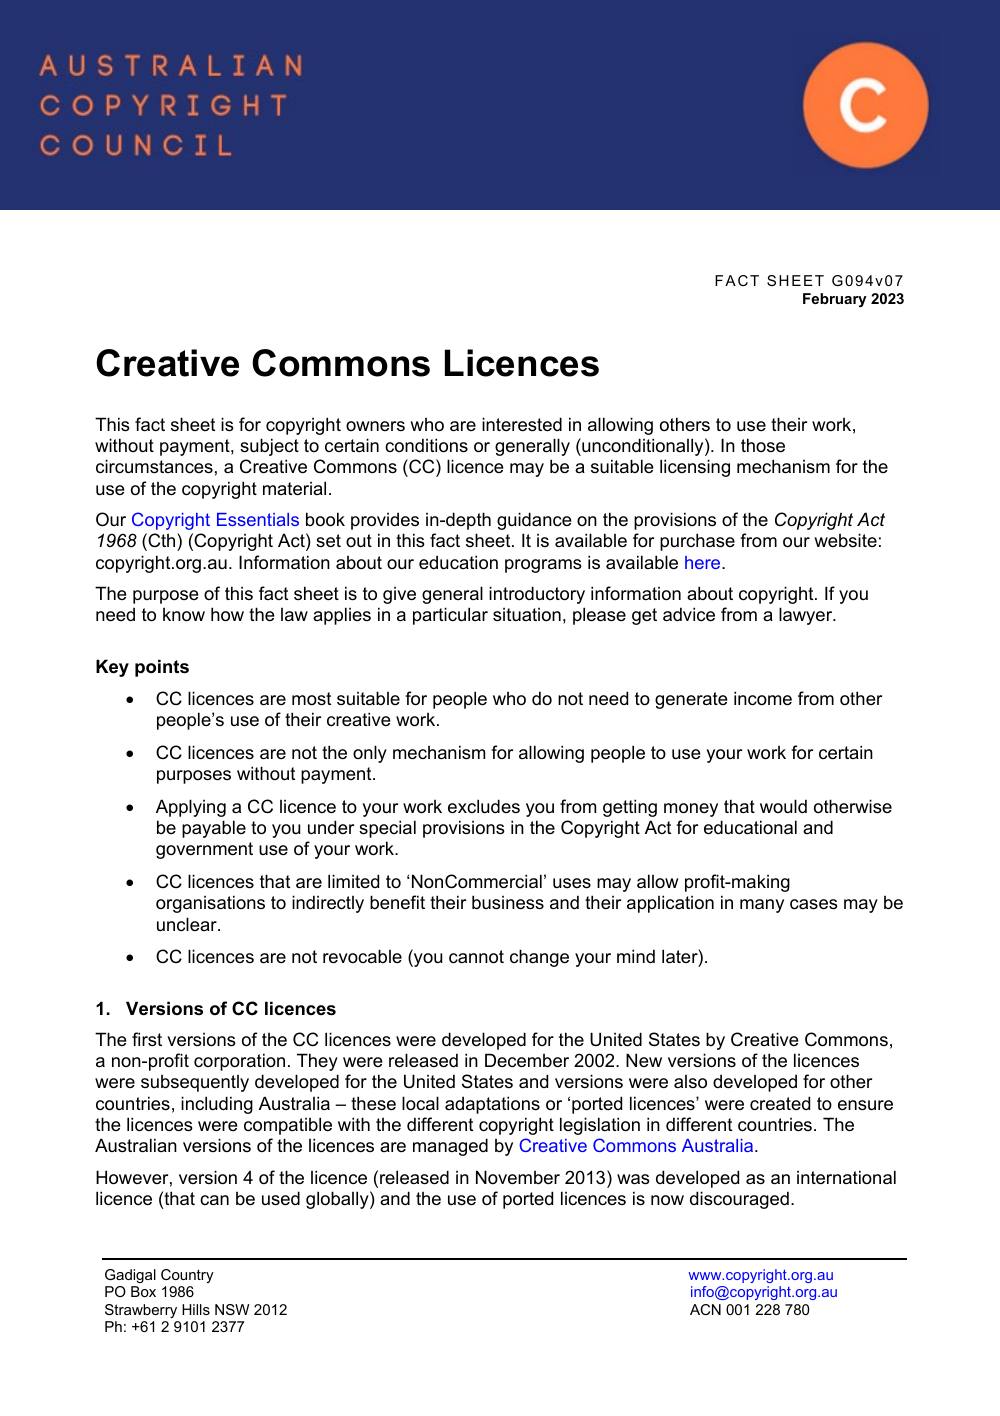 AUSTRALIAN
COPYRIGHT
COUNCIL
C
FACT SHEET G094v07
February 2023
Creative Commons Licences
This fact sheet is for copyright owners who are interested in allowing others to use their work,
without payment, subject to certain conditions or generally (unconditionally). In those
circumstances, a Creative Commons (CC) licence may be a suitable licensing mechanism for the
use of the copyright material.
Our Copyright Essentials book provides in-depth guidance on the provisions of the Copyright Act
1968 (Cth) (Copyright Act) set out in this fact sheet. It is available for purchase from our website:
copyright.org.au. Information about our education programs is available here.
The purpose of this fact sheet is to give general introductory information about copyright. If you
need to know how the law applies in a particular situation, please get advice from a lawyer.
Key points
• CC licences are most suitable for people who do not need to generate income from other
people’s use of their creative work.
• CC licences are not the only mechanism for allowing people to use your work for certain
purposes without payment.
• Applying a CC licence to your work excludes you from getting money that would otherwise
be payable to you under special provisions in the Copyright Act for educational and
government use of your work.
• CC licences that are limited to ‘NonCommercial’ uses may allow profit-making
organisations to indirectly benefit their business and their application in many cases may be
unclear.
• CC licences are not revocable (you cannot change your mind later).
1. Versions of CC licences
The first versions of the CC licences were developed for the United States by Creative Commons,
a non-profit corporation. They were released in December 2002. New versions of the licences
were subsequently developed for the United States and versions were also developed for other
countries, including Australia – these local adaptations or ‘ported licences’ were created to ensure
the licences were compatible with the different copyright legislation in different countries. The
Australian versions of the licences are managed by Creative Commons Australia.
However, version 4 of the licence (released in November 2013) was developed as an international
licence (that can be used globally) and the use of ported licences is now discouraged.
Gadigal Country
PO Box 1986
Strawberry Hills NSW 2012
Ph: +61 2 9101 2377
www.copyright.org.au
info@copyright.org.au
ACN 001 228 780